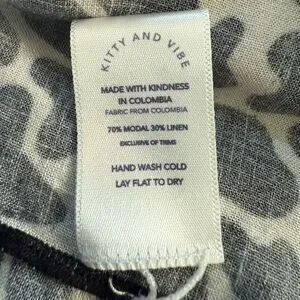 KITTY AND VIBE
MADE WITH KINDNESS
IN COLOMBIA
FABRIC FROM COLOMBIA
70% MODAL 30% LINEN
EXCLUSIVE OF TRIMS
HAND WASH COLD
LAY FLAT TO DRY